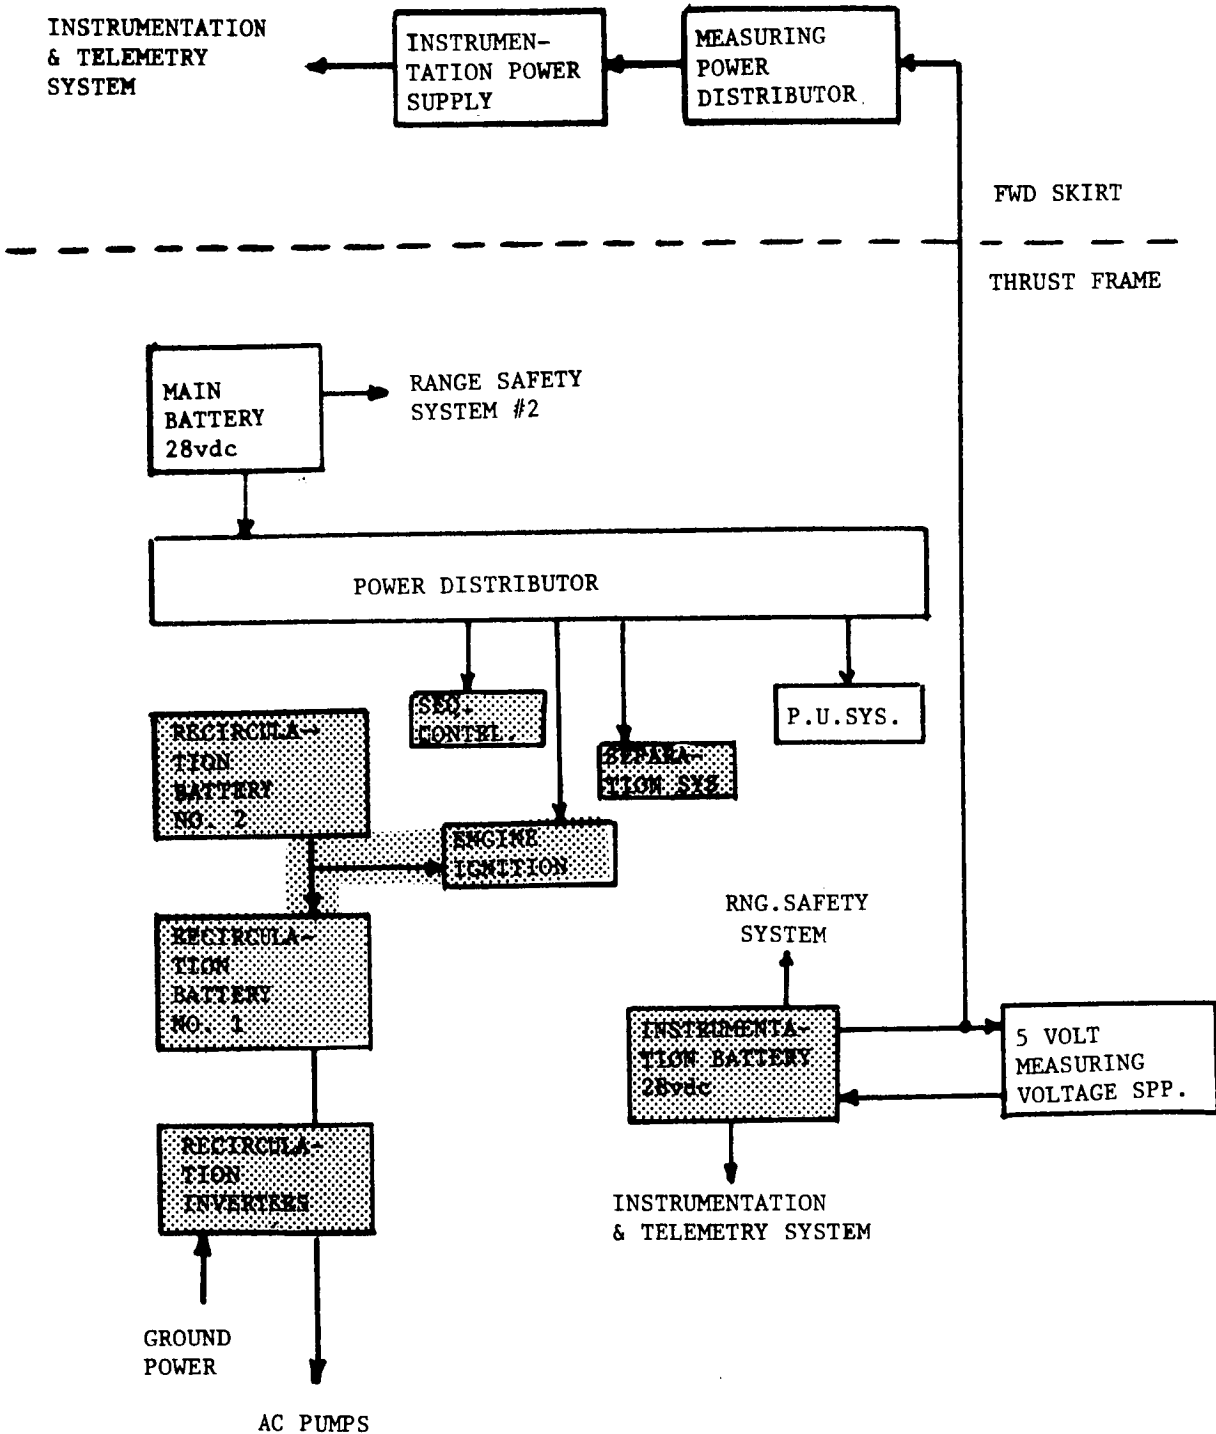 INSTRUMENTATION
& TELEMETRY
SYSTEM
INSTRUMEN-
TATION POWER
SUPPLY
MEASURING
POWER
DISTRIBUTOR
FWD SKIRT
THRUST FRAME
MAIN
BATTERY
28vdc
RANGE SAFETY
SYSTEM #2
POWER DISTRIBUTOR
SEQ.
CONTRL.
P.U.SYS.
RECIRCULA-
TION
BATTERY
NO. 2
SEPARA-
TION SYS
ENGINE
IGNITION
RECIRCULA-
TION
BATTERY
NO. 1
RNG.SAFETY
SYSTEM
INSTRUMENTA-
TION BATTERY
28vdc
5 VOLT
MEASURING
VOLTAGE SPP.
RECIRCULA-
TION
INVERTERS
INSTRUMENTATION
& TELEMETRY SYSTEM
GROUND
POWER
AC PUMPS